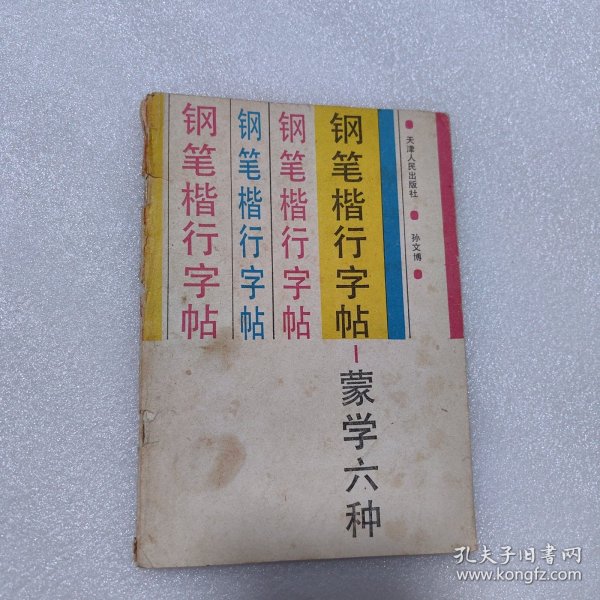 天津人民出版社
孙文博
钢笔楷行字帖-蒙学六种
钢笔楷行字帖
钢笔楷行字帖
钢笔楷行字帖
孔夫子旧书网
www.kongfz.com